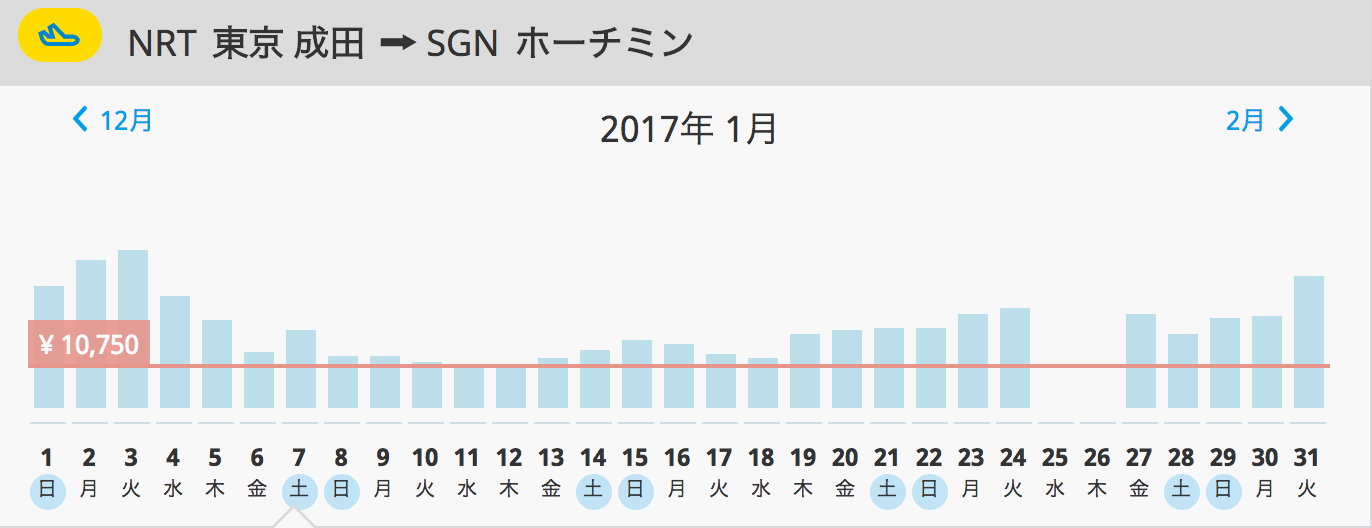 NRT 東京 成田 ➡ SGN ホーチミン
12月 2017年 1月 2月
¥ 10,750
1 2 3 4 5 6 7 8 9 10 11 12 13 14 15 16 17 18 19 20 21 22 23 24 25 26 27 28 29 30 31
日 月 火 水 木 金 土 日 月 火 水 木 金 土 日 月 火 水 木 金 土 日 月 火 水 木 金 土 日 月 火